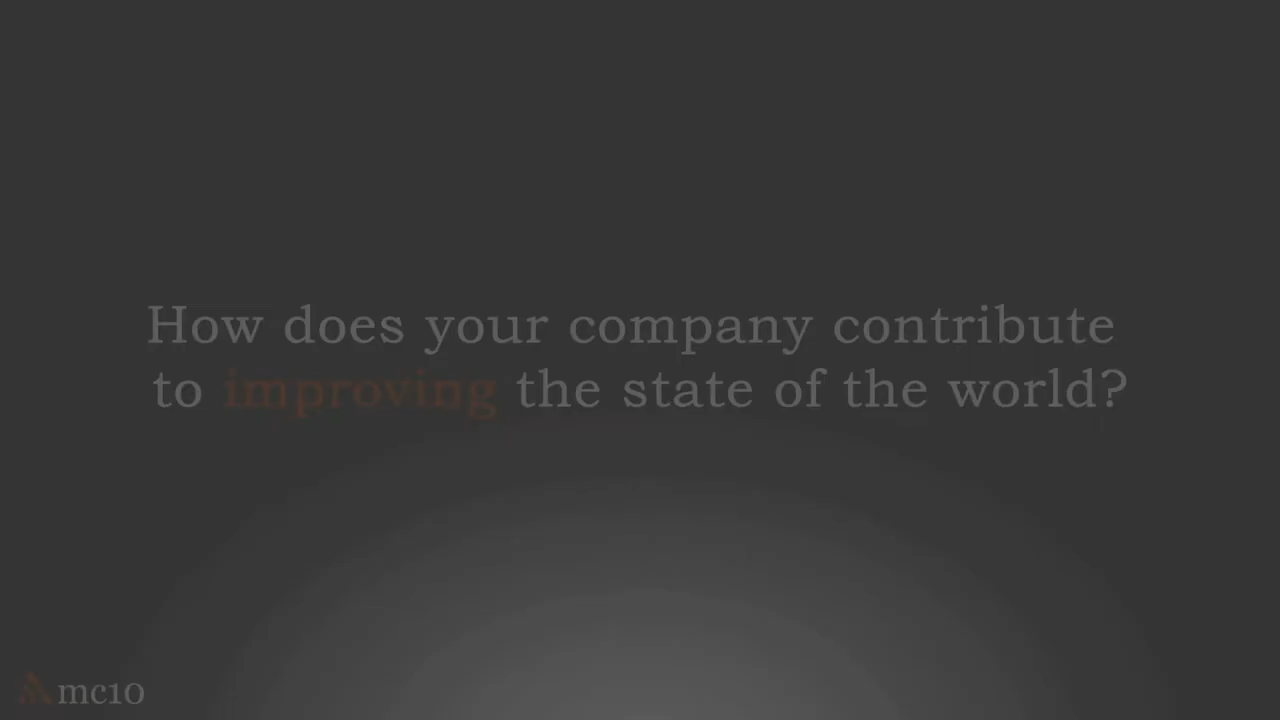 How does your company contribute
to improving the state of the world?
mc10